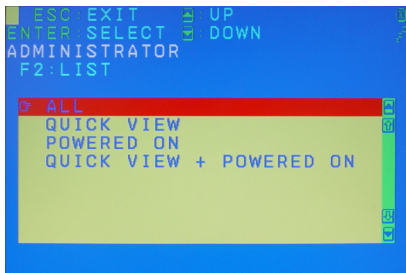 ESC:EXIT :UP
ENTER:SELECT :DOWN
ADMINISTRATOR
F2:LIST
ALL
QUICK VIEW
POWERED ON
QUICK VIEW + POWERED ON